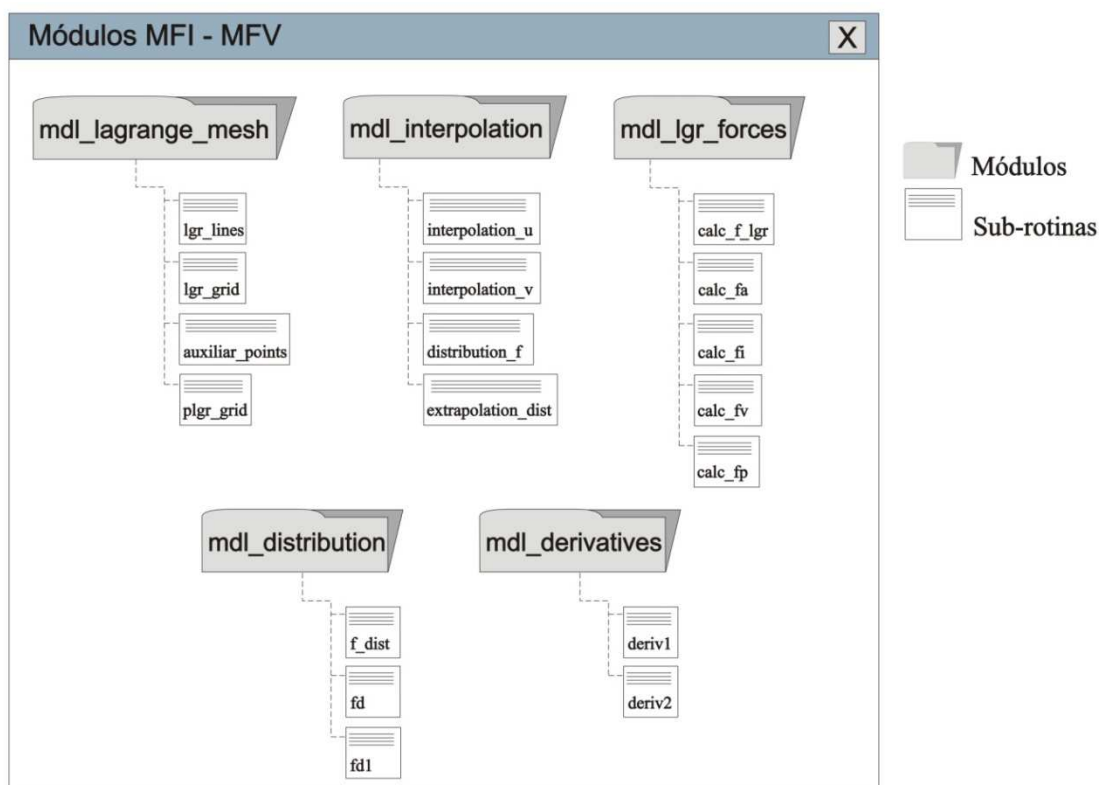 Módulos MFI - MFV
X
mdl_lagrange_mesh
lgr_lines
lgr_grid
auxiliar_points
plgr_grid
mdl_interpolation
interpolation_u
interpolation_v
distribution_f
extrapolation_dist
mdl_lgr_forces
calc_f_lgr
calc_fa
calc_fi
calc_fv
calc_fp
mdl_distribution
f_dist
fd
fd1
mdl_derivatives
deriv1
deriv2
Módulos
Sub-rotinas